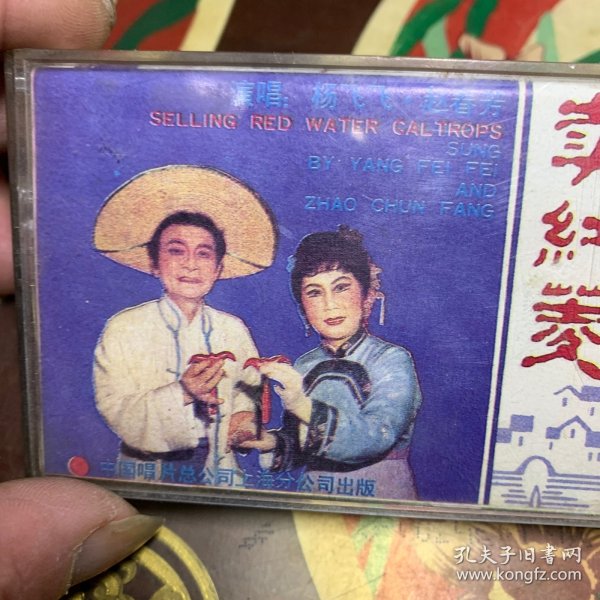 演唱：杨飞飞·赵春芳
SELLING RED WATER CALTROPS
SUNG
BY YANG FEI FEI
AND
ZHAO CHUN FANG
卖红菱
中国唱片总公司上海分公司出版
孔夫子旧书网
www.kongfz.com